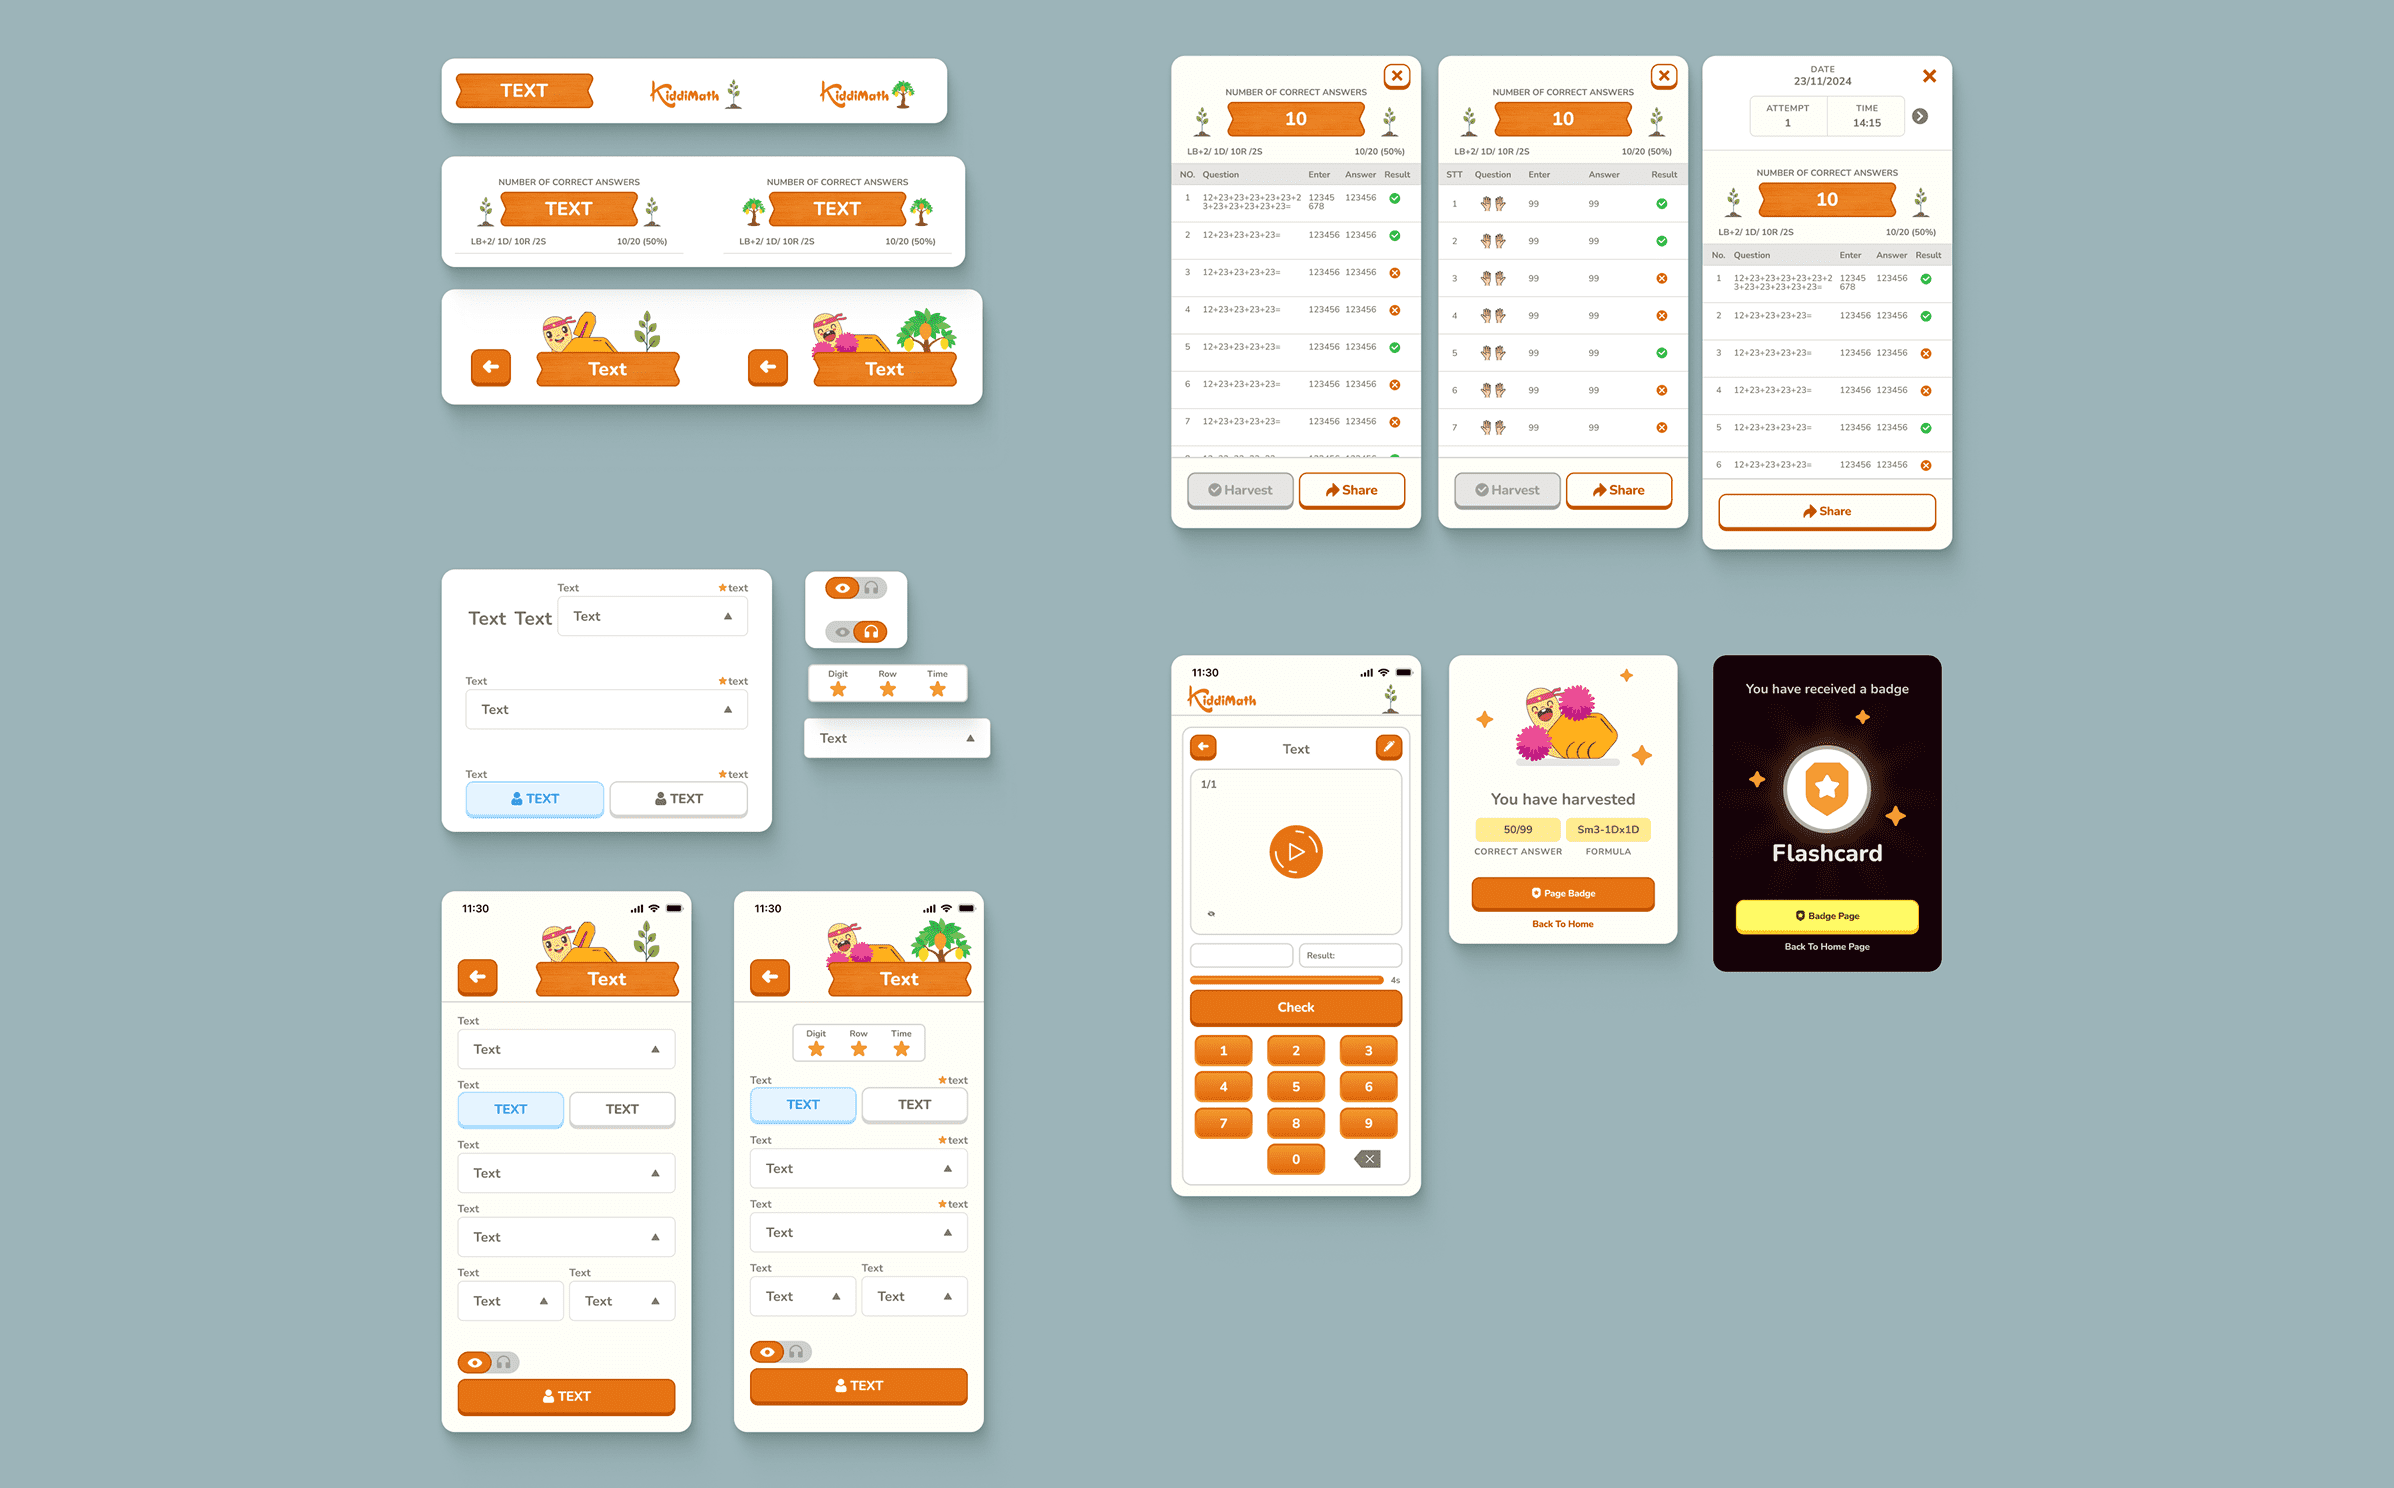 TEXT
KiddiMath
KiddiMath
NUMBER OF CORRECT ANSWERS
TEXT
LB+2/ 1D/ 10R /2S 10/20 (50%)
NUMBER OF CORRECT ANSWERS
TEXT
LB+2/ 1D/ 10R /2S 10/20 (50%)
Text
Text
NUMBER OF CORRECT ANSWERS
10
LB+2/ 1D/ 10R /2S 10/20 (50%)
NO. Question Enter Answer Result
1 12+23+23+23+23+23+2 12345 123456
3+23+23+23+23+23= 678
2 12+23+23+23+23= 123456 123456
3 12+23+23+23+23= 123456 123456
4 12+23+23+23+23= 123456 123456
5 12+23+23+23+23= 123456 123456
6 12+23+23+23+23= 123456 123456
7 12+23+23+23+23= 123456 123456
Harvest Share
NUMBER OF CORRECT ANSWERS
10
LB+2/ 1D/ 10R /2S 10/20 (50%)
STT Question Enter Answer Result
1 99 99
2 99 99
3 99 99
4 99 99
5 99 99
6 99 99
7 99 99
Harvest Share
DATE
23/11/2024
ATTEMPT TIME
1 14:15
NUMBER OF CORRECT ANSWERS
10
LB+2/ 1D/ 10R /2S 10/20 (50%)
No. Question Enter Answer Result
1 12+23+23+23+23+23+2 12345 123456
3+23+23+23+23+23= 678
2 12+23+23+23+23= 123456 123456
3 12+23+23+23+23= 123456 123456
4 12+23+23+23+23= 123456 123456
5 12+23+23+23+23= 123456 123456
6 12+23+23+23+23= 123456 123456
Share
Text text
Text Text Text
Text text
Text
Text text
TEXT TEXT
Digit Row Time
Text
11:30
Text
Text
Text
Text
TEXT TEXT
Text
Text
Text
Text
Text Text
Text Text
TEXT
11:30
Text
Digit Row Time
Text text
TEXT TEXT
Text text
Text
Text text
Text
Text Text
Text Text
TEXT
11:30
KiddiMath
Text
1/1
Result:
4s
Check
1 2 3
4 5 6
7 8 9
0
You have harvested
50/99 Sm3-1Dx1D
CORRECT ANSWER FORMULA
Page Badge
Back To Home
You have received a badge
Flashcard
Badge Page
Back To Home Page